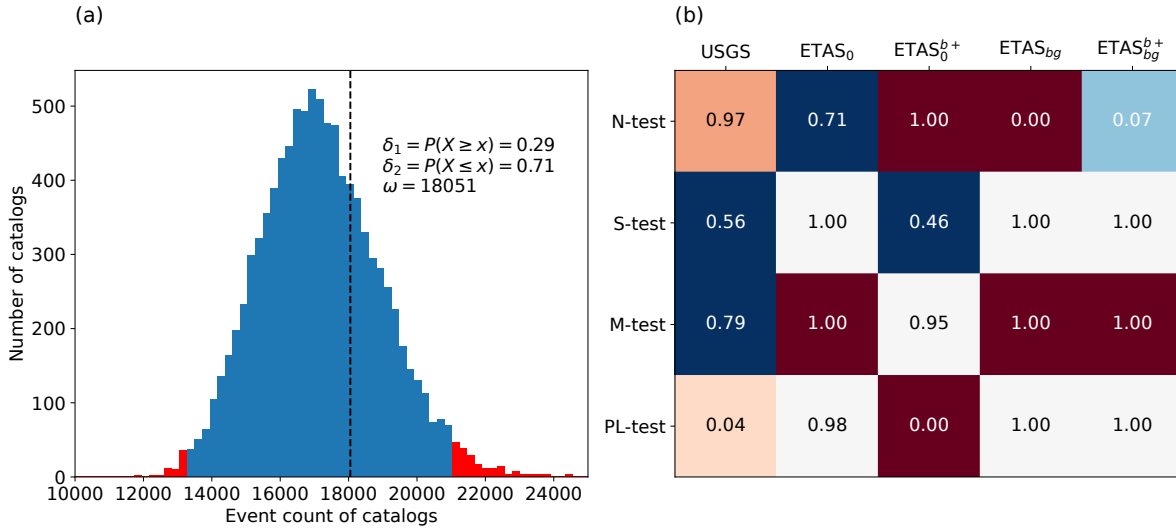 (a)
Number of catalogs
500
400
300
200
100
0
10000 12000 14000 16000 18000 20000 22000 24000
Event count of catalogs
δ₁ = P(X ≥ x) = 0.29
δ₂ = P(X ≤ x) = 0.71
ω = 18051
(b)
USGS ETAS₀ ETAS₀ᵇ⁺ ETAS_{bg} ETAS_{bg}^{b+}
N-test 0.97 0.71 1.00 0.00 0.07
S-test 0.56 1.00 0.46 1.00 1.00
M-test 0.79 1.00 0.95 1.00 1.00
PL-test 0.04 0.98 0.00 1.00 1.00